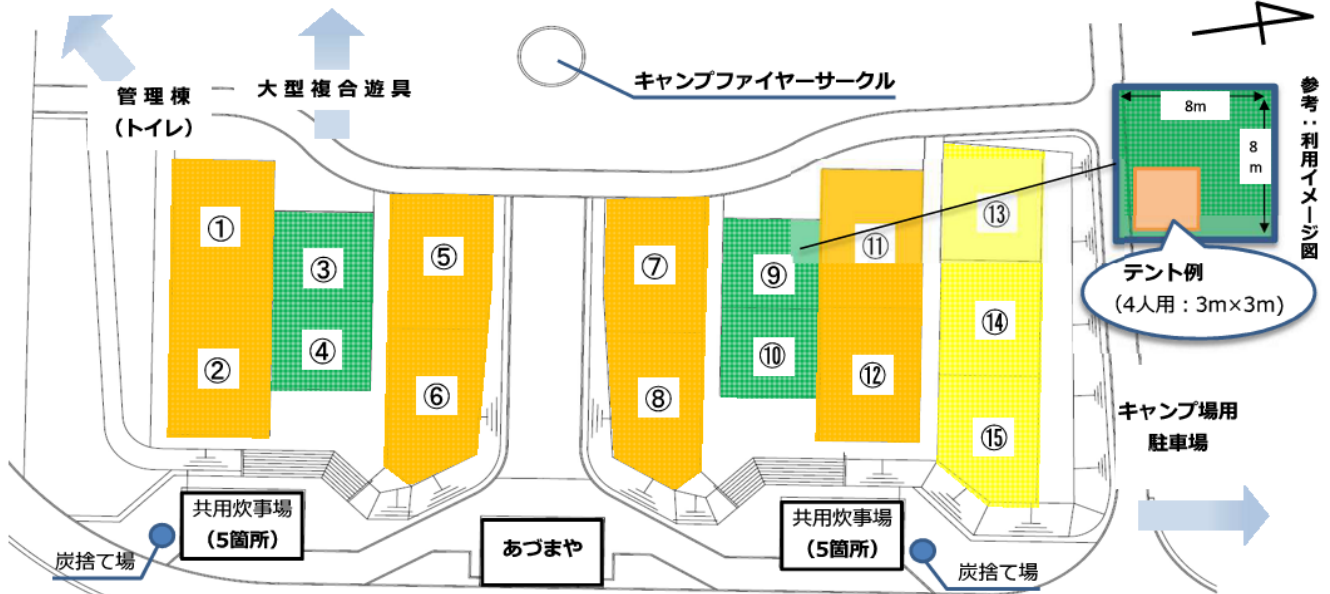 管理棟
（トイレ）
大型複合遊具
キャンプファイヤーサークル
8m
8
m
参考：利用イメージ図
テント例
（4人用：3m×3m）
①
②
③
④
⑤
⑥
⑦
⑧
⑨
⑩
⑪
⑫
⑬
⑭
⑮
キャンプ場用
駐車場
共用炊事場
（5箇所）
炭捨て場
あづまや
共用炊事場
（5箇所）
炭捨て場